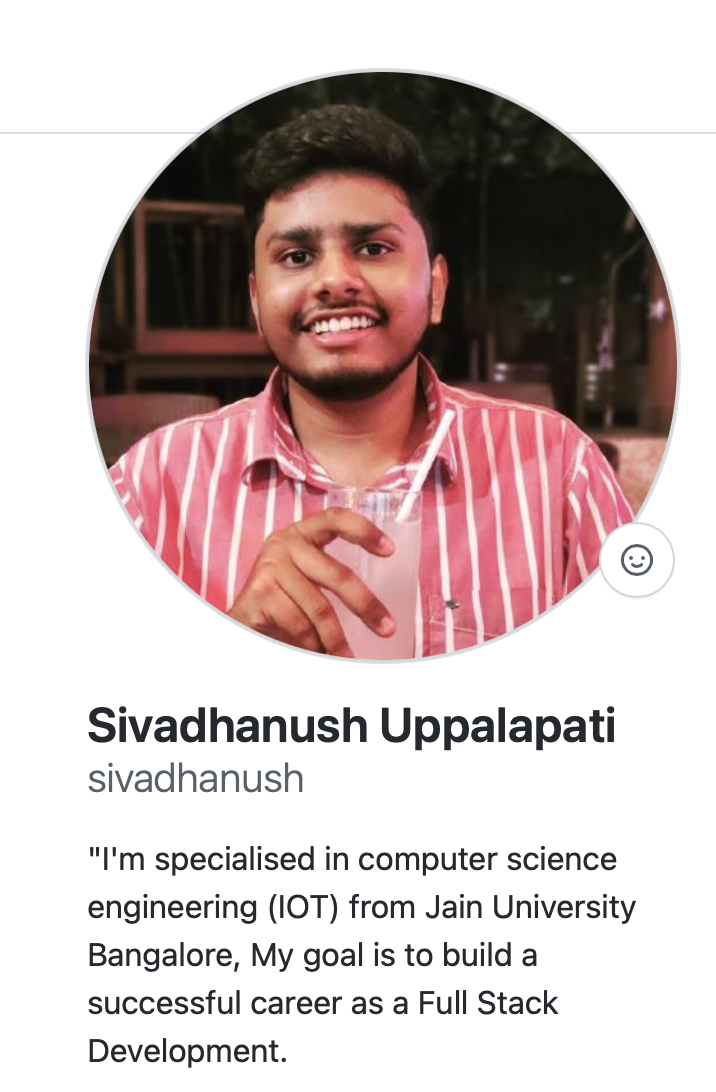 Sivadhanush Uppalapati
sivadhanush
"I'm specialised in computer science
engineering (IOT) from Jain University
Bangalore, My goal is to build a
successful career as a Full Stack
Development.